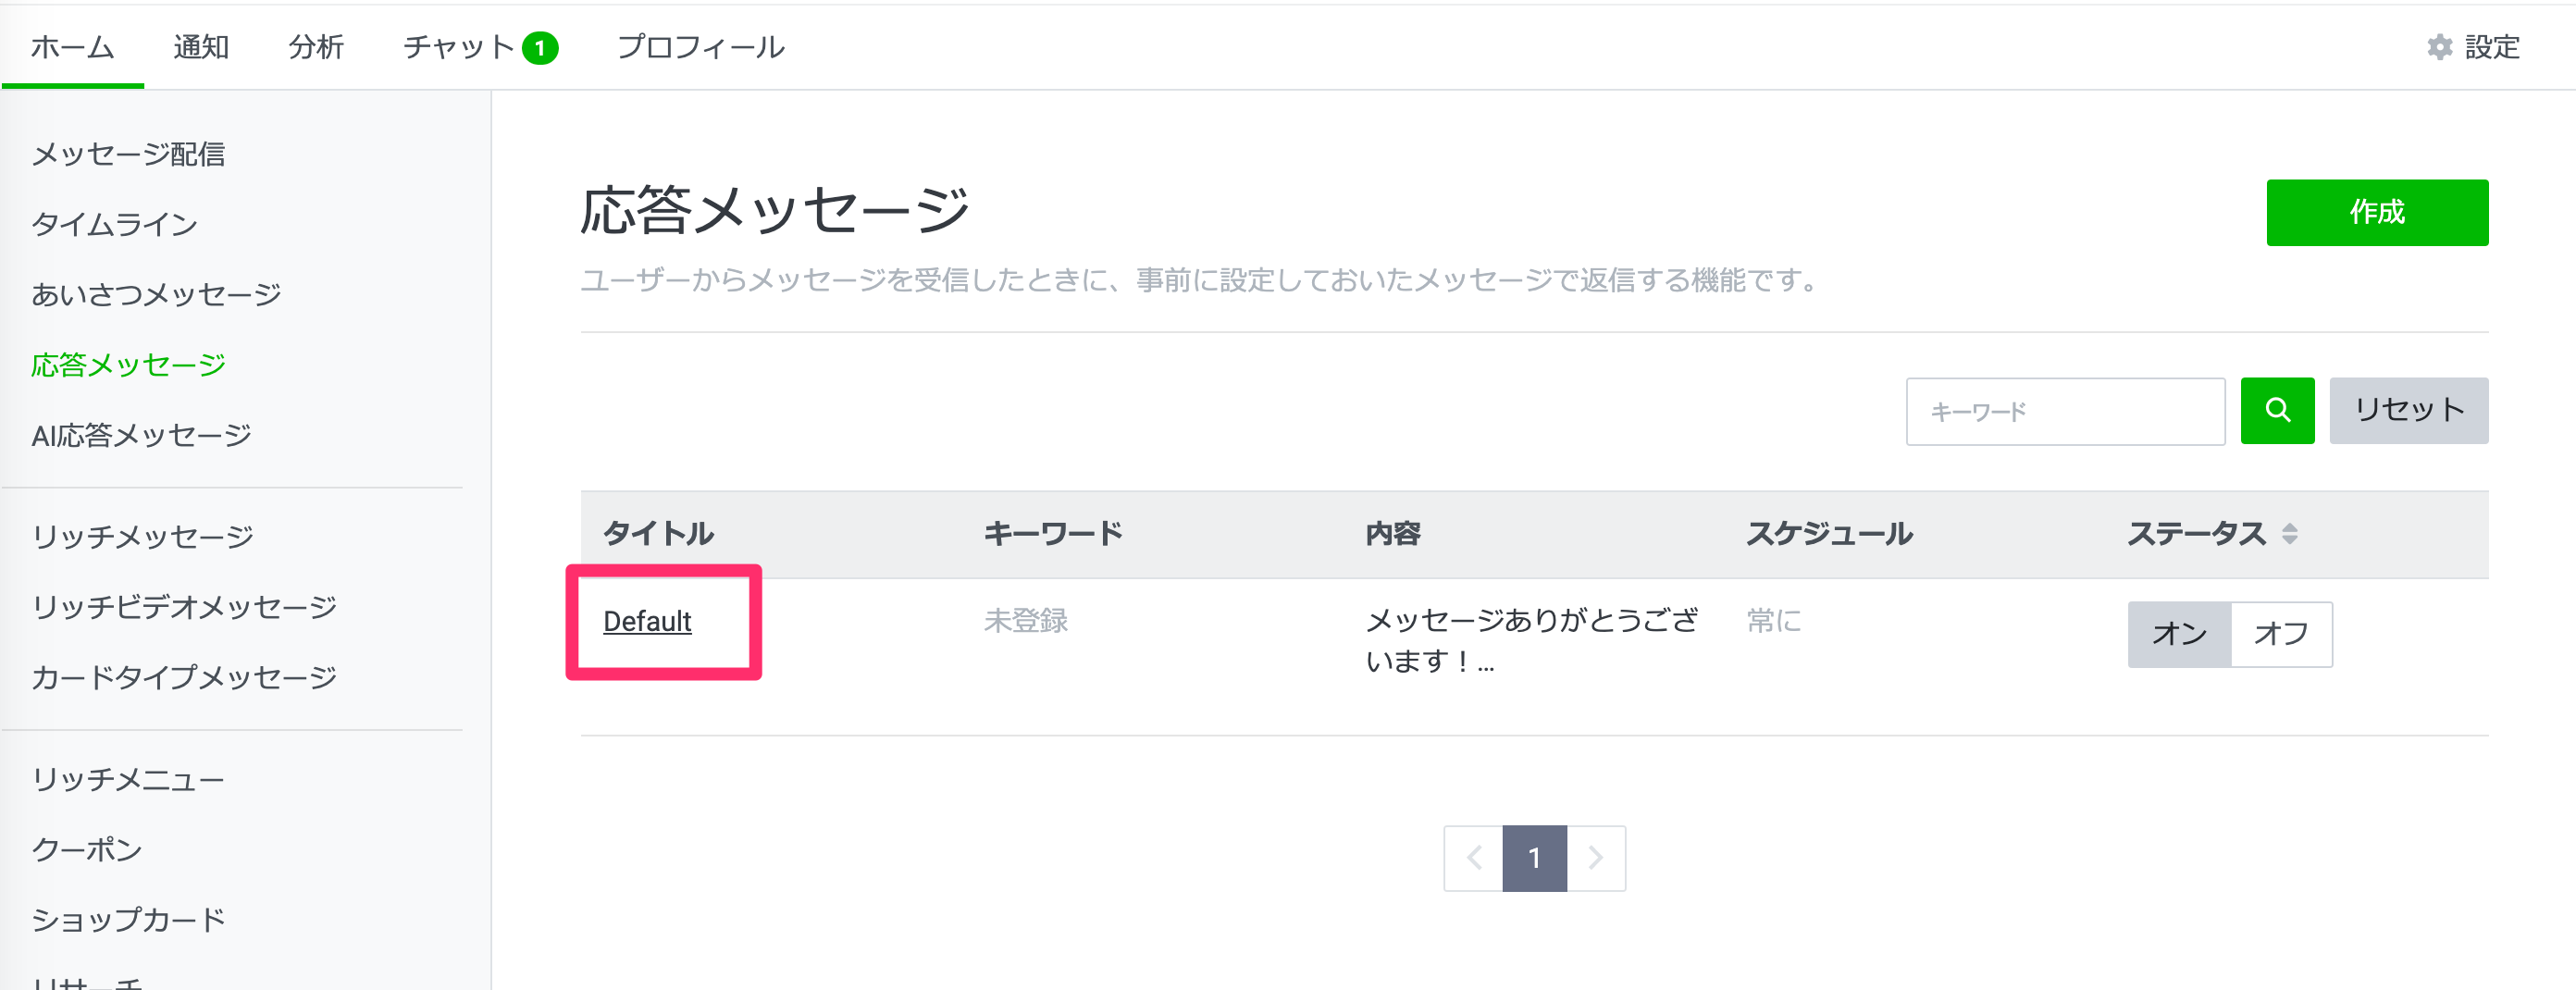 ホーム 通知 分析 チャット 1 プロフィール 設定
メッセージ配信
タイムライン
あいさつメッセージ
応答メッセージ
AI応答メッセージ
リッチメッセージ
リッチビデオメッセージ
カードタイプメッセージ
リッチメニュー
クーポン
ショップカード
リサーチ
応答メッセージ
作成
ユーザーからメッセージを受信したときに、事前に設定しておいたメッセージで返信する機能です。
キーワード リセット
タイトル キーワード 内容 スケジュール ステータス
Default 未登録 メッセージありがとうござ 常に オン オフ
います！...
1